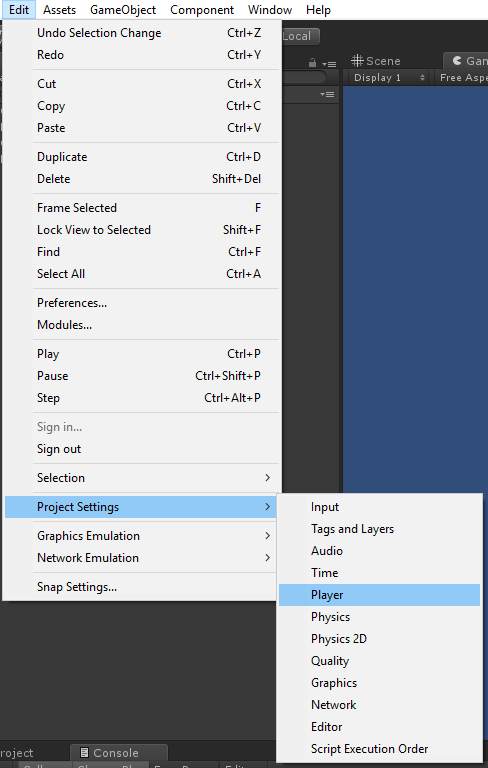 Edit Assets GameObject Component Window Help
Undo Selection Change Ctrl+Z
Local
Redo Ctrl+Y
Scene
Cut Ctrl+X
Display 1
Copy Ctrl+C
Paste Ctrl+V
Duplicate Ctrl+D
Delete Shift+Del
Frame Selected F
Lock View to Selected Shift+F
Find Ctrl+F
Select All Ctrl+A
Preferences...
Modules...
Play Ctrl+P
Pause Ctrl+Shift+P
Step Ctrl+Alt+P
Sign in...
Sign out
Selection
Project Settings
Graphics Emulation
Network Emulation
Snap Settings...
Input
Tags and Layers
Audio
Time
Player
Physics
Physics 2D
Quality
Graphics
Network
Editor
Script Execution Order
Console